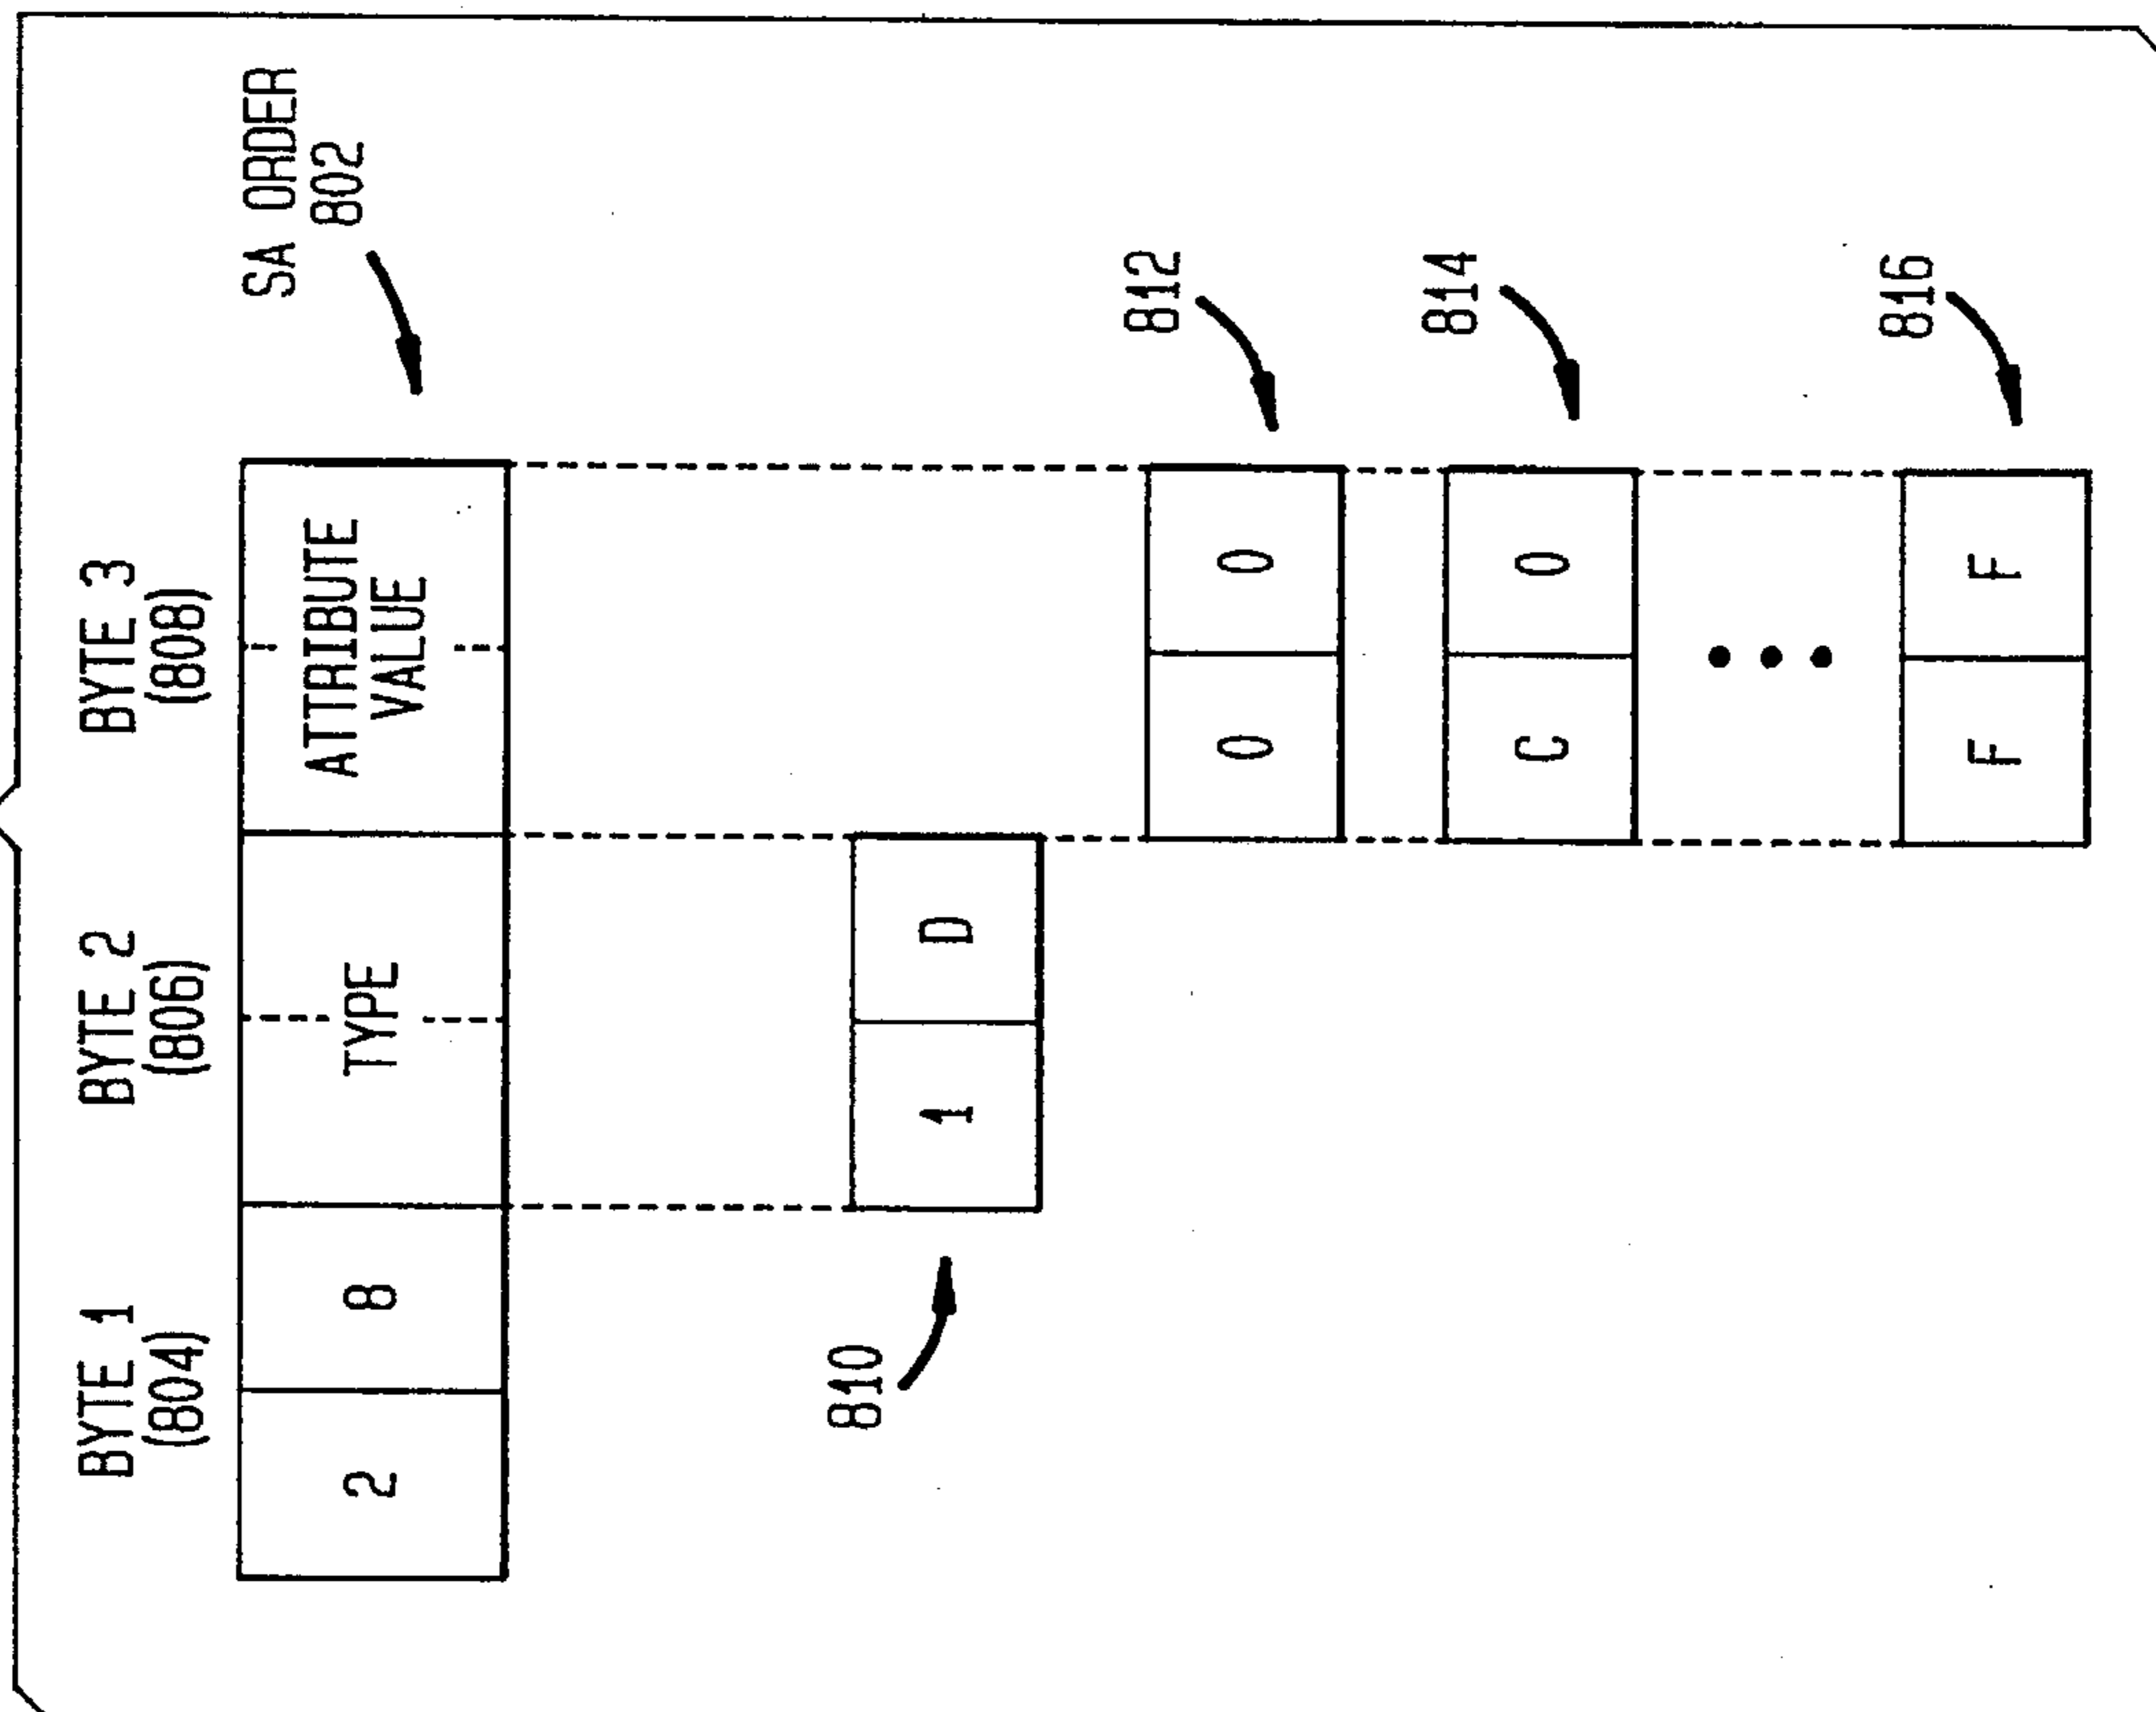 BYTE 1 BYTE 2 BYTE 3
(804) (806) (808)
SA ORDER
802
2 8 TYPE ATTRIBUTE
VALUE
810
1 D
812
0 0
814
C 0
816
F F